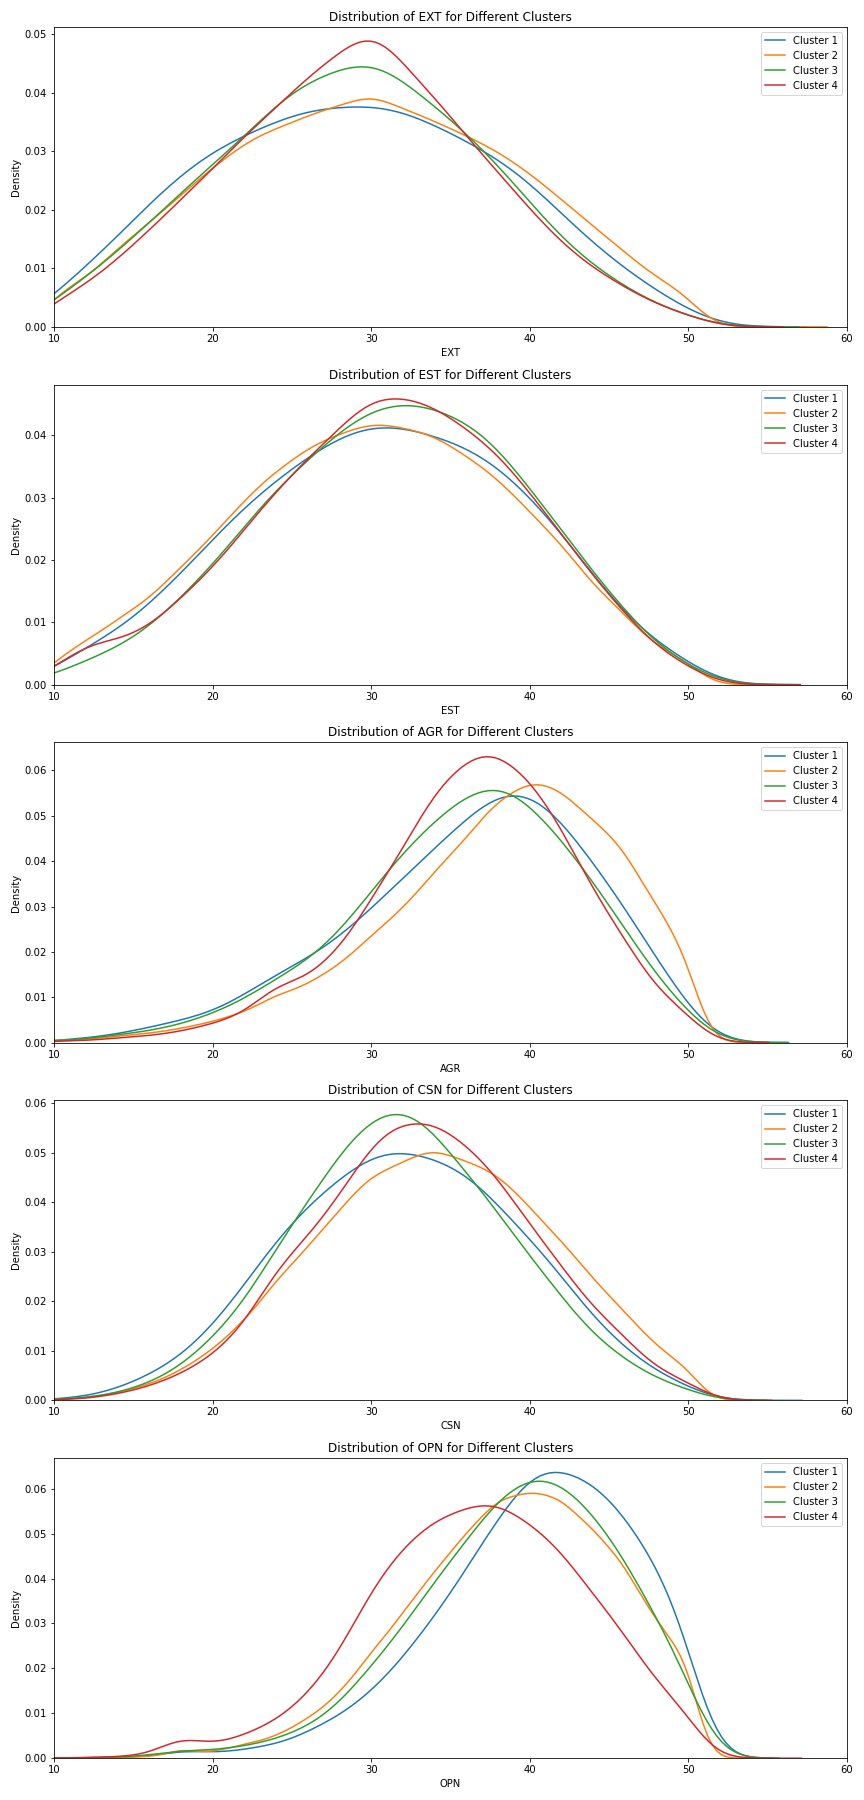 Distribution of EXT for Different Clusters
0.05
0.04
0.03
0.02
0.01
0.00
Density
Cluster 1
Cluster 2
Cluster 3
Cluster 4
10 20 30 40 50 60
EXT
Distribution of EST for Different Clusters
0.04
0.03
0.02
0.01
0.00
Density
Cluster 1
Cluster 2
Cluster 3
Cluster 4
10 20 30 40 50 60
EST
Distribution of AGR for Different Clusters
0.06
0.05
0.04
0.03
0.02
0.01
0.00
Density
Cluster 1
Cluster 2
Cluster 3
Cluster 4
10 20 30 40 50 60
AGR
Distribution of CSN for Different Clusters
0.06
0.05
0.04
0.03
0.02
0.01
0.00
Density
Cluster 1
Cluster 2
Cluster 3
Cluster 4
10 20 30 40 50 60
CSN
Distribution of OPN for Different Clusters
0.06
0.05
0.04
0.03
0.02
0.01
0.00
Density
Cluster 1
Cluster 2
Cluster 3
Cluster 4
10 20 30 40 50 60
OPN